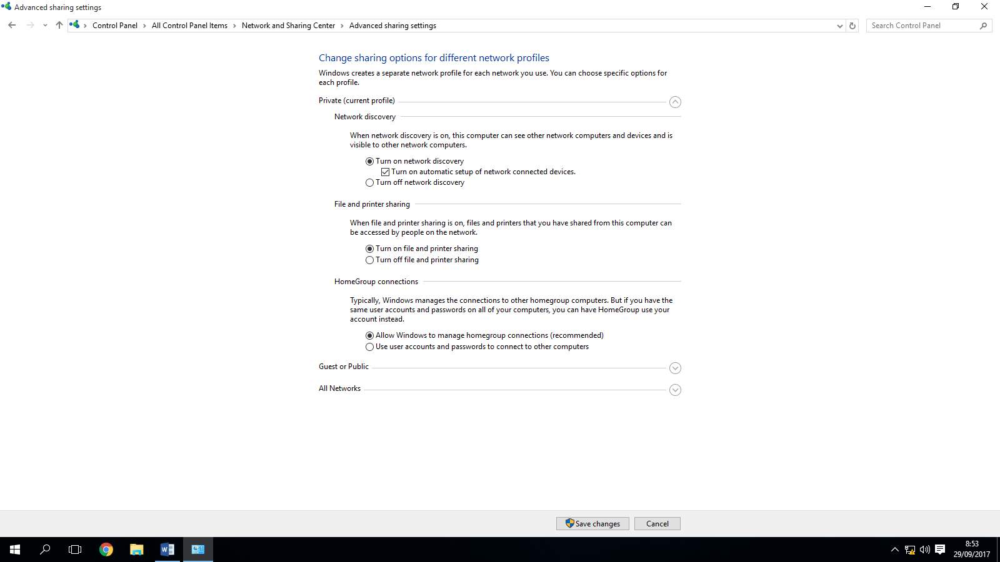 Advanced sharing settings
Control Panel > All Control Panel Items > Network and Sharing Center > Advanced sharing settings
Search Control Panel
Change sharing options for different network profiles
Windows creates a separate network profile for each network you use. You can choose specific options for
each profile.
Private (current profile)
Network discovery
When network discovery is on, this computer can see other network computers and devices and is
visible to other network computers.
Turn on network discovery
Turn on automatic setup of network connected devices.
Turn off network discovery
File and printer sharing
When file and printer sharing is on, files and printers that you have shared from this computer can
be accessed by people on the network.
Turn on file and printer sharing
Turn off file and printer sharing
HomeGroup connections
Typically, Windows manages the connections to other homegroup computers. But if you have the
same user accounts and passwords on all of your computers, you can have HomeGroup use your
account instead.
Allow Windows to manage homegroup connections (recommended)
Use user accounts and passwords to connect to other computers
Guest or Public
All Networks
Save changes
Cancel
8:53
29/09/2017